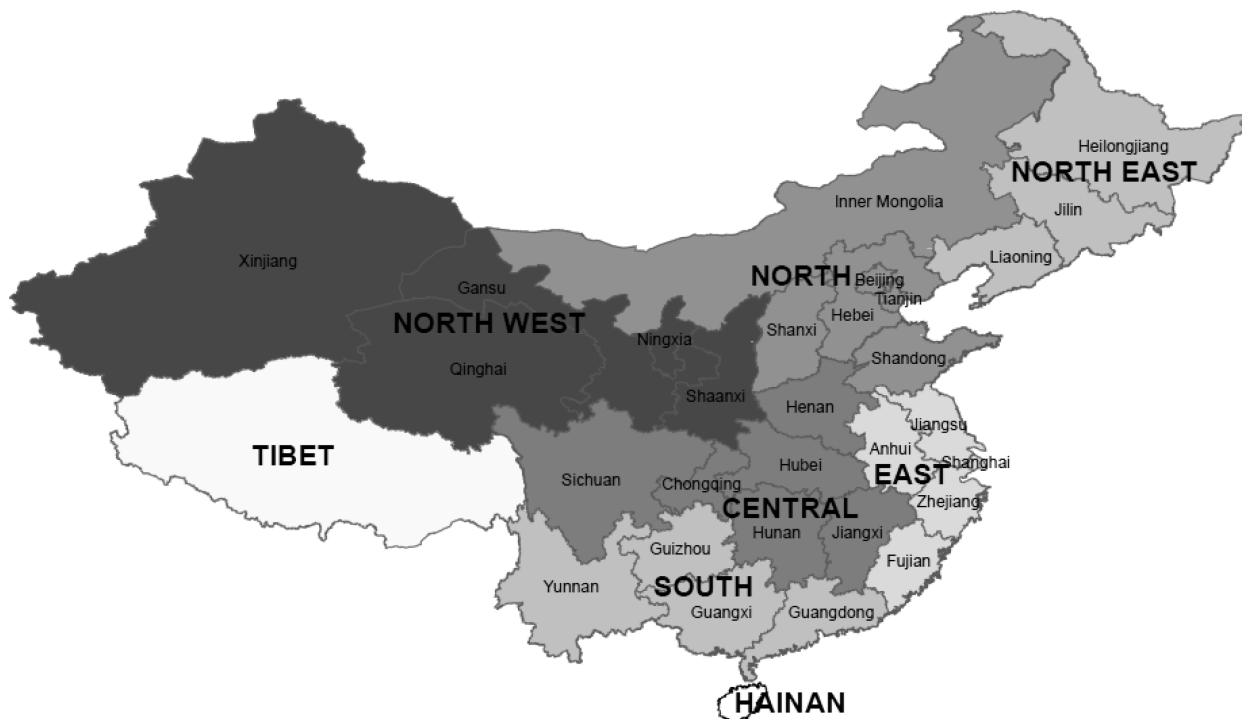 Heilongjiang
NORTH EAST
Inner Mongolia
Jilin
Liaoning
Xinjiang
NORTH
Beijing
Gansu
Tianjin
Hebei
NORTH WEST
Shanxi
Ningxia
Shandong
Qinghai
Shaanxi
Henan
Jiangsu
Anhui
TIBET
Shanghai
Hubei
EAST
Sichuan
Chongqing
Zhejiang
CENTRAL
Hunan
Jiangxi
Guizhou
Fujian
Yunnan
SOUTH
Guangxi
Guangdong
HAINAN